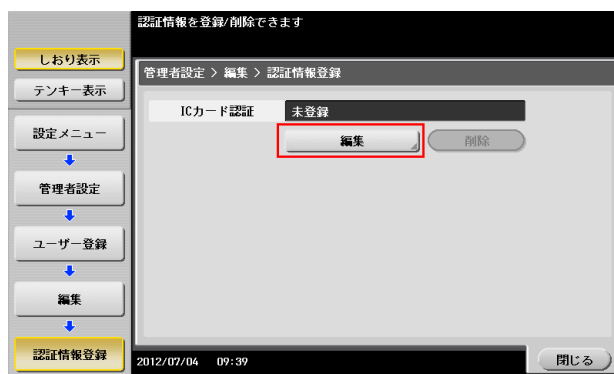 認証情報を登録/削除できます
しおり表示
テンキー表示
管理者設定 > 編集 > 認証情報登録
ICカード認証 未登録
編集 削除
設定メニュー
管理者設定
ユーザー登録
編集
認証情報登録
2012/07/04 09:39
閉じる